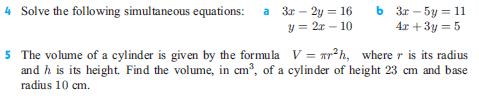 4 Solve the following simultaneous equations: a 3x − 2y = 16 b 3x − 5y = 11
y = 2x − 10 4x + 3y = 5
5 The volume of a cylinder is given by the formula V = πr²h, where r is its radius
and h is its height. Find the volume, in cm³, of a cylinder of height 23 cm and base
radius 10 cm.